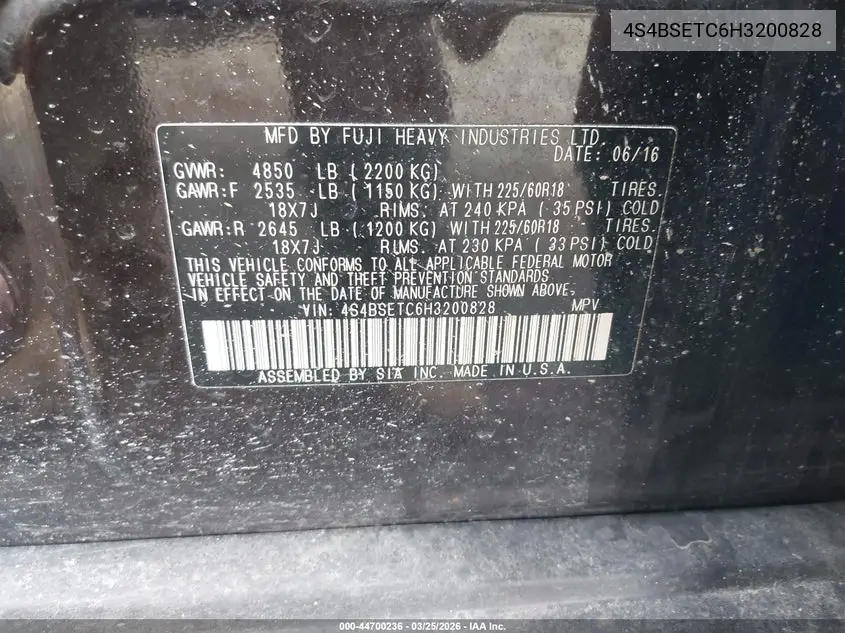 4S4BSETC6H3200828
MFD BY FUJI HEAVY INDUSTRIES LTD.
DATE: 06/16
GVWR: 4850 LB ( 2200 KG)
GAWR:F 2535 LB ( 1150 KG) WITH 225/60R18 TIRES.
18X7J RIMS. AT 240 KPA ( 35 PSI) COLD
GAWR:R 2645 LB ( 1200 KG) WITH 225/60R18 TIRES.
18X7J RIMS. AT 230 KPA ( 33 PSI) COLD
THIS VEHICLE CONFORMS TO ALL APPLICABLE FEDERAL MOTOR
VEHICLE SAFETY AND THEFT PREVENTION STANDARDS
IN EFFECT ON THE DATE OF MANUFACTURE SHOWN ABOVE.
VIN: 4S4BSETC6H3200828 MPV
ASSEMBLED BY SIA INC. MADE IN U.S.A.
000-44700236 - 03/25/2026 - IAA Inc.